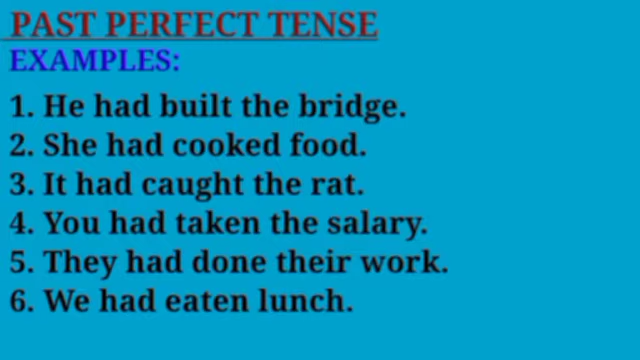 PAST PERFECT TENSE
EXAMPLES:
1. He had built the bridge.
2. She had cooked food.
3. It had caught the rat.
4. You had taken the salary.
5. They had done their work.
6. We had eaten lunch.